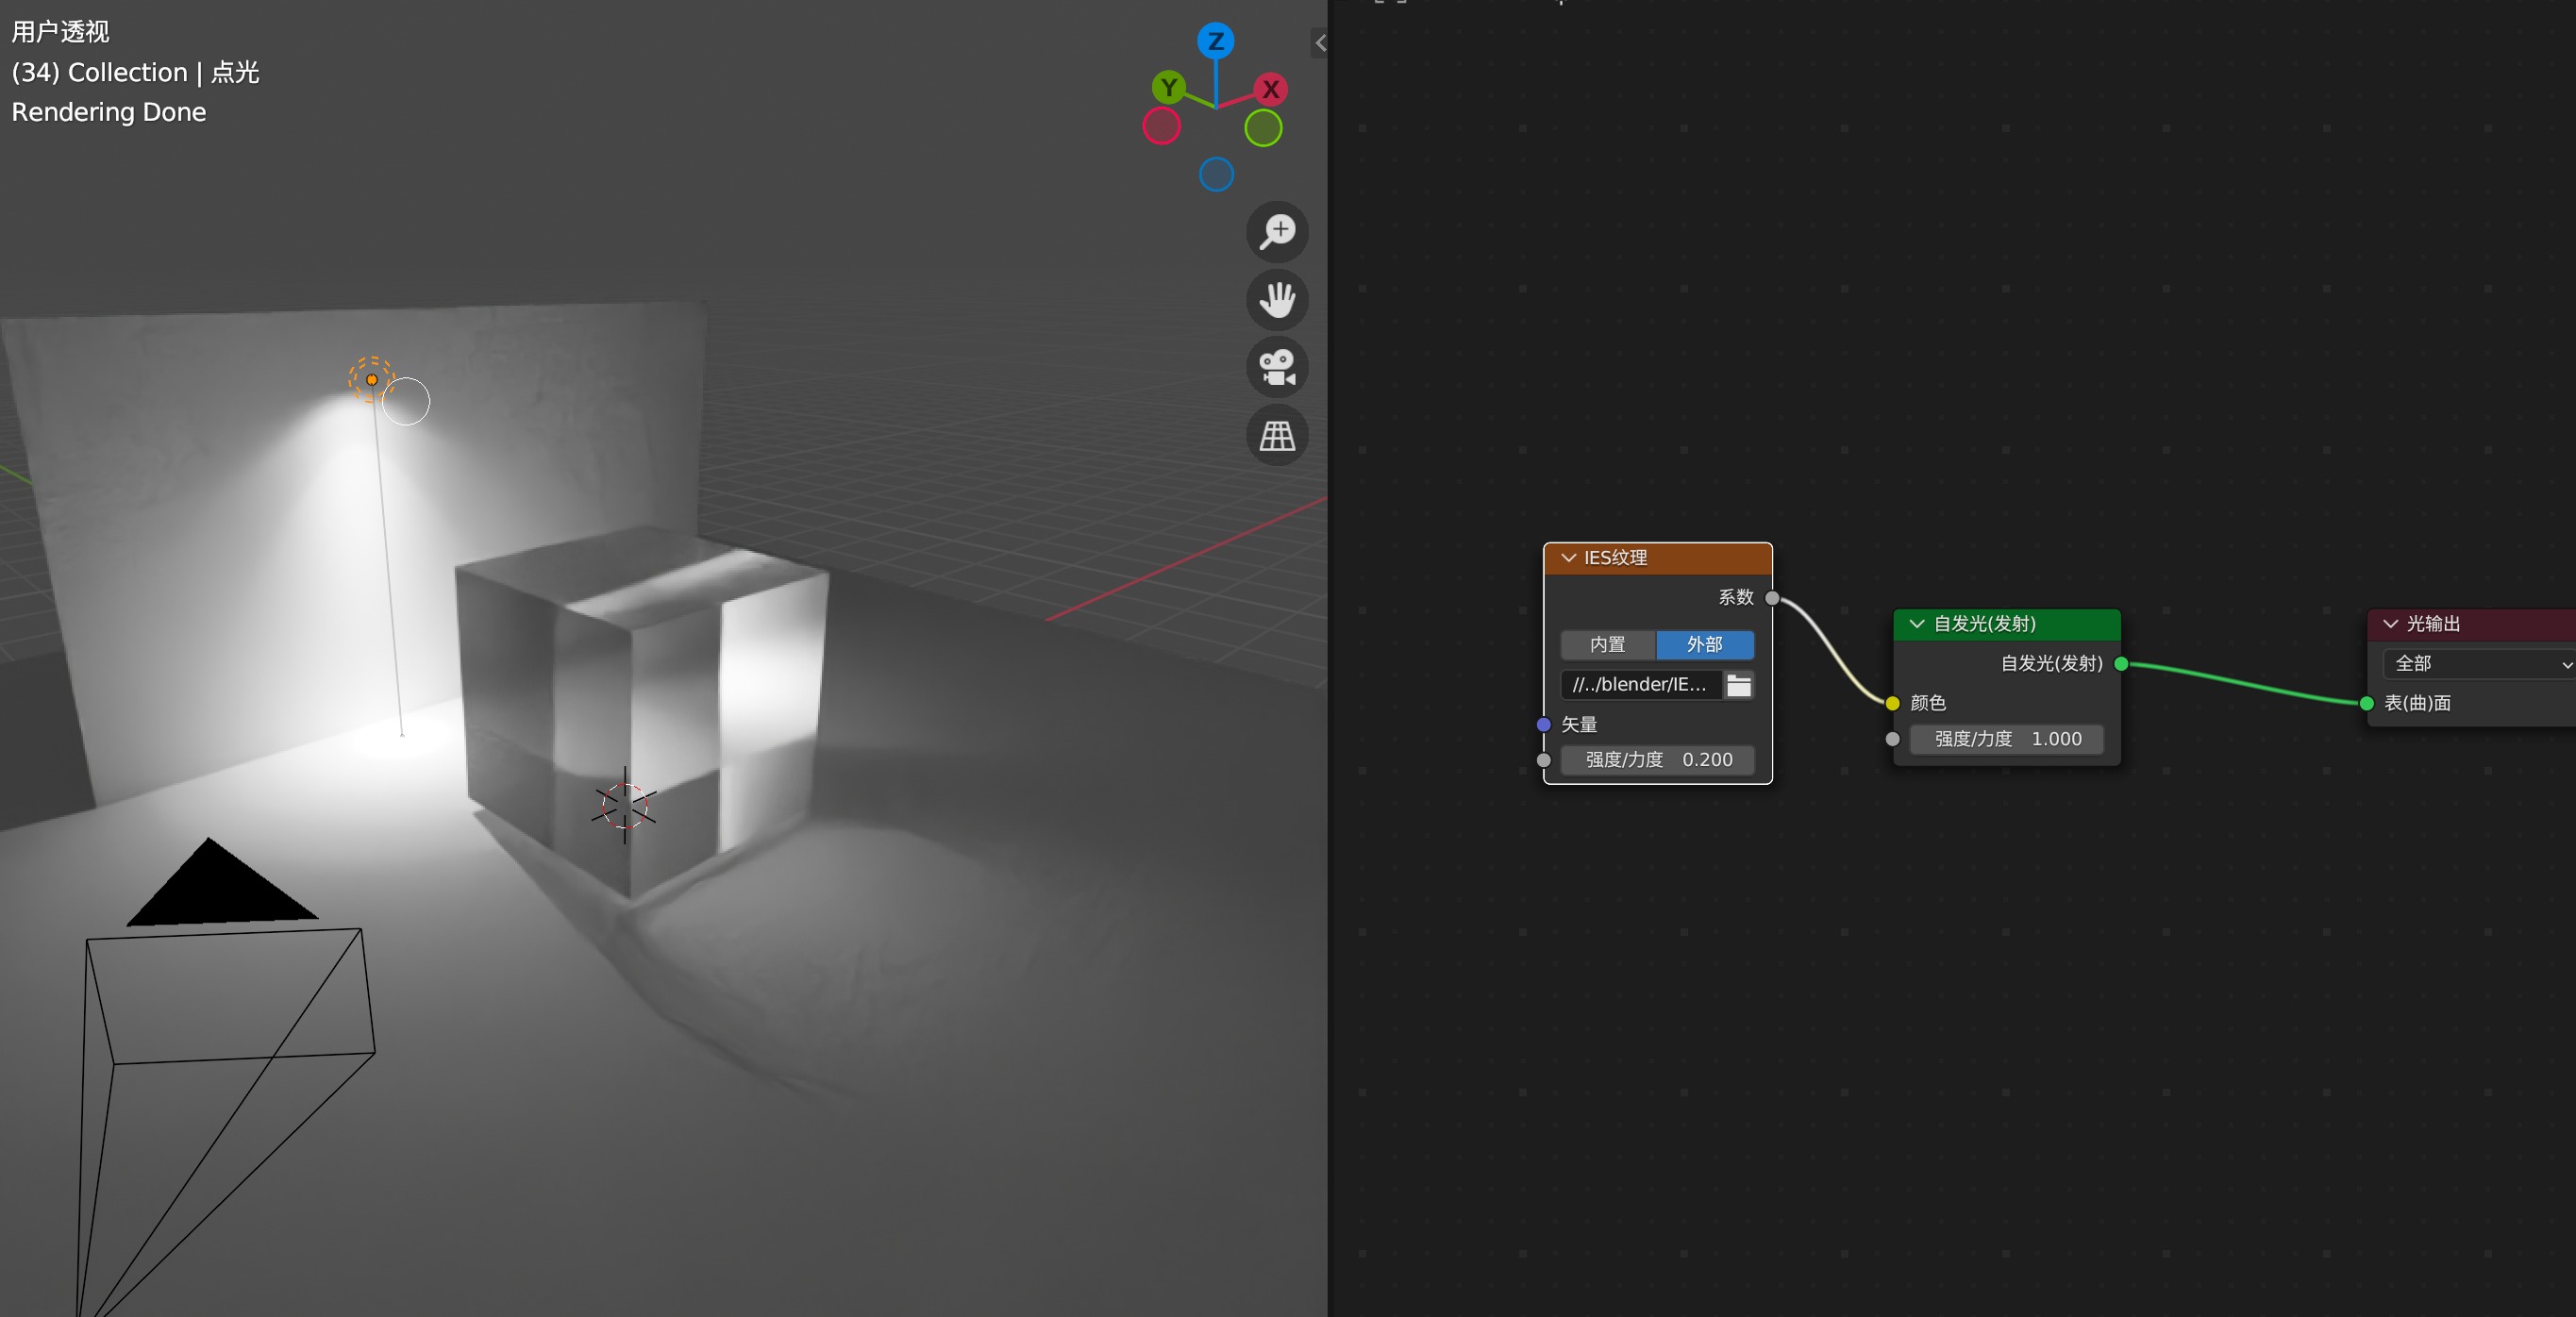 用户透视
(34) Collection | 点光
Rendering Done
Z
Y
X
IES纹理
系数
内置 外部
//../blender/IE...
矢量
强度/力度 0.200
自发光(发射)
自发光(发射)
颜色
强度/力度 1.000
光输出
全部
表(曲)面